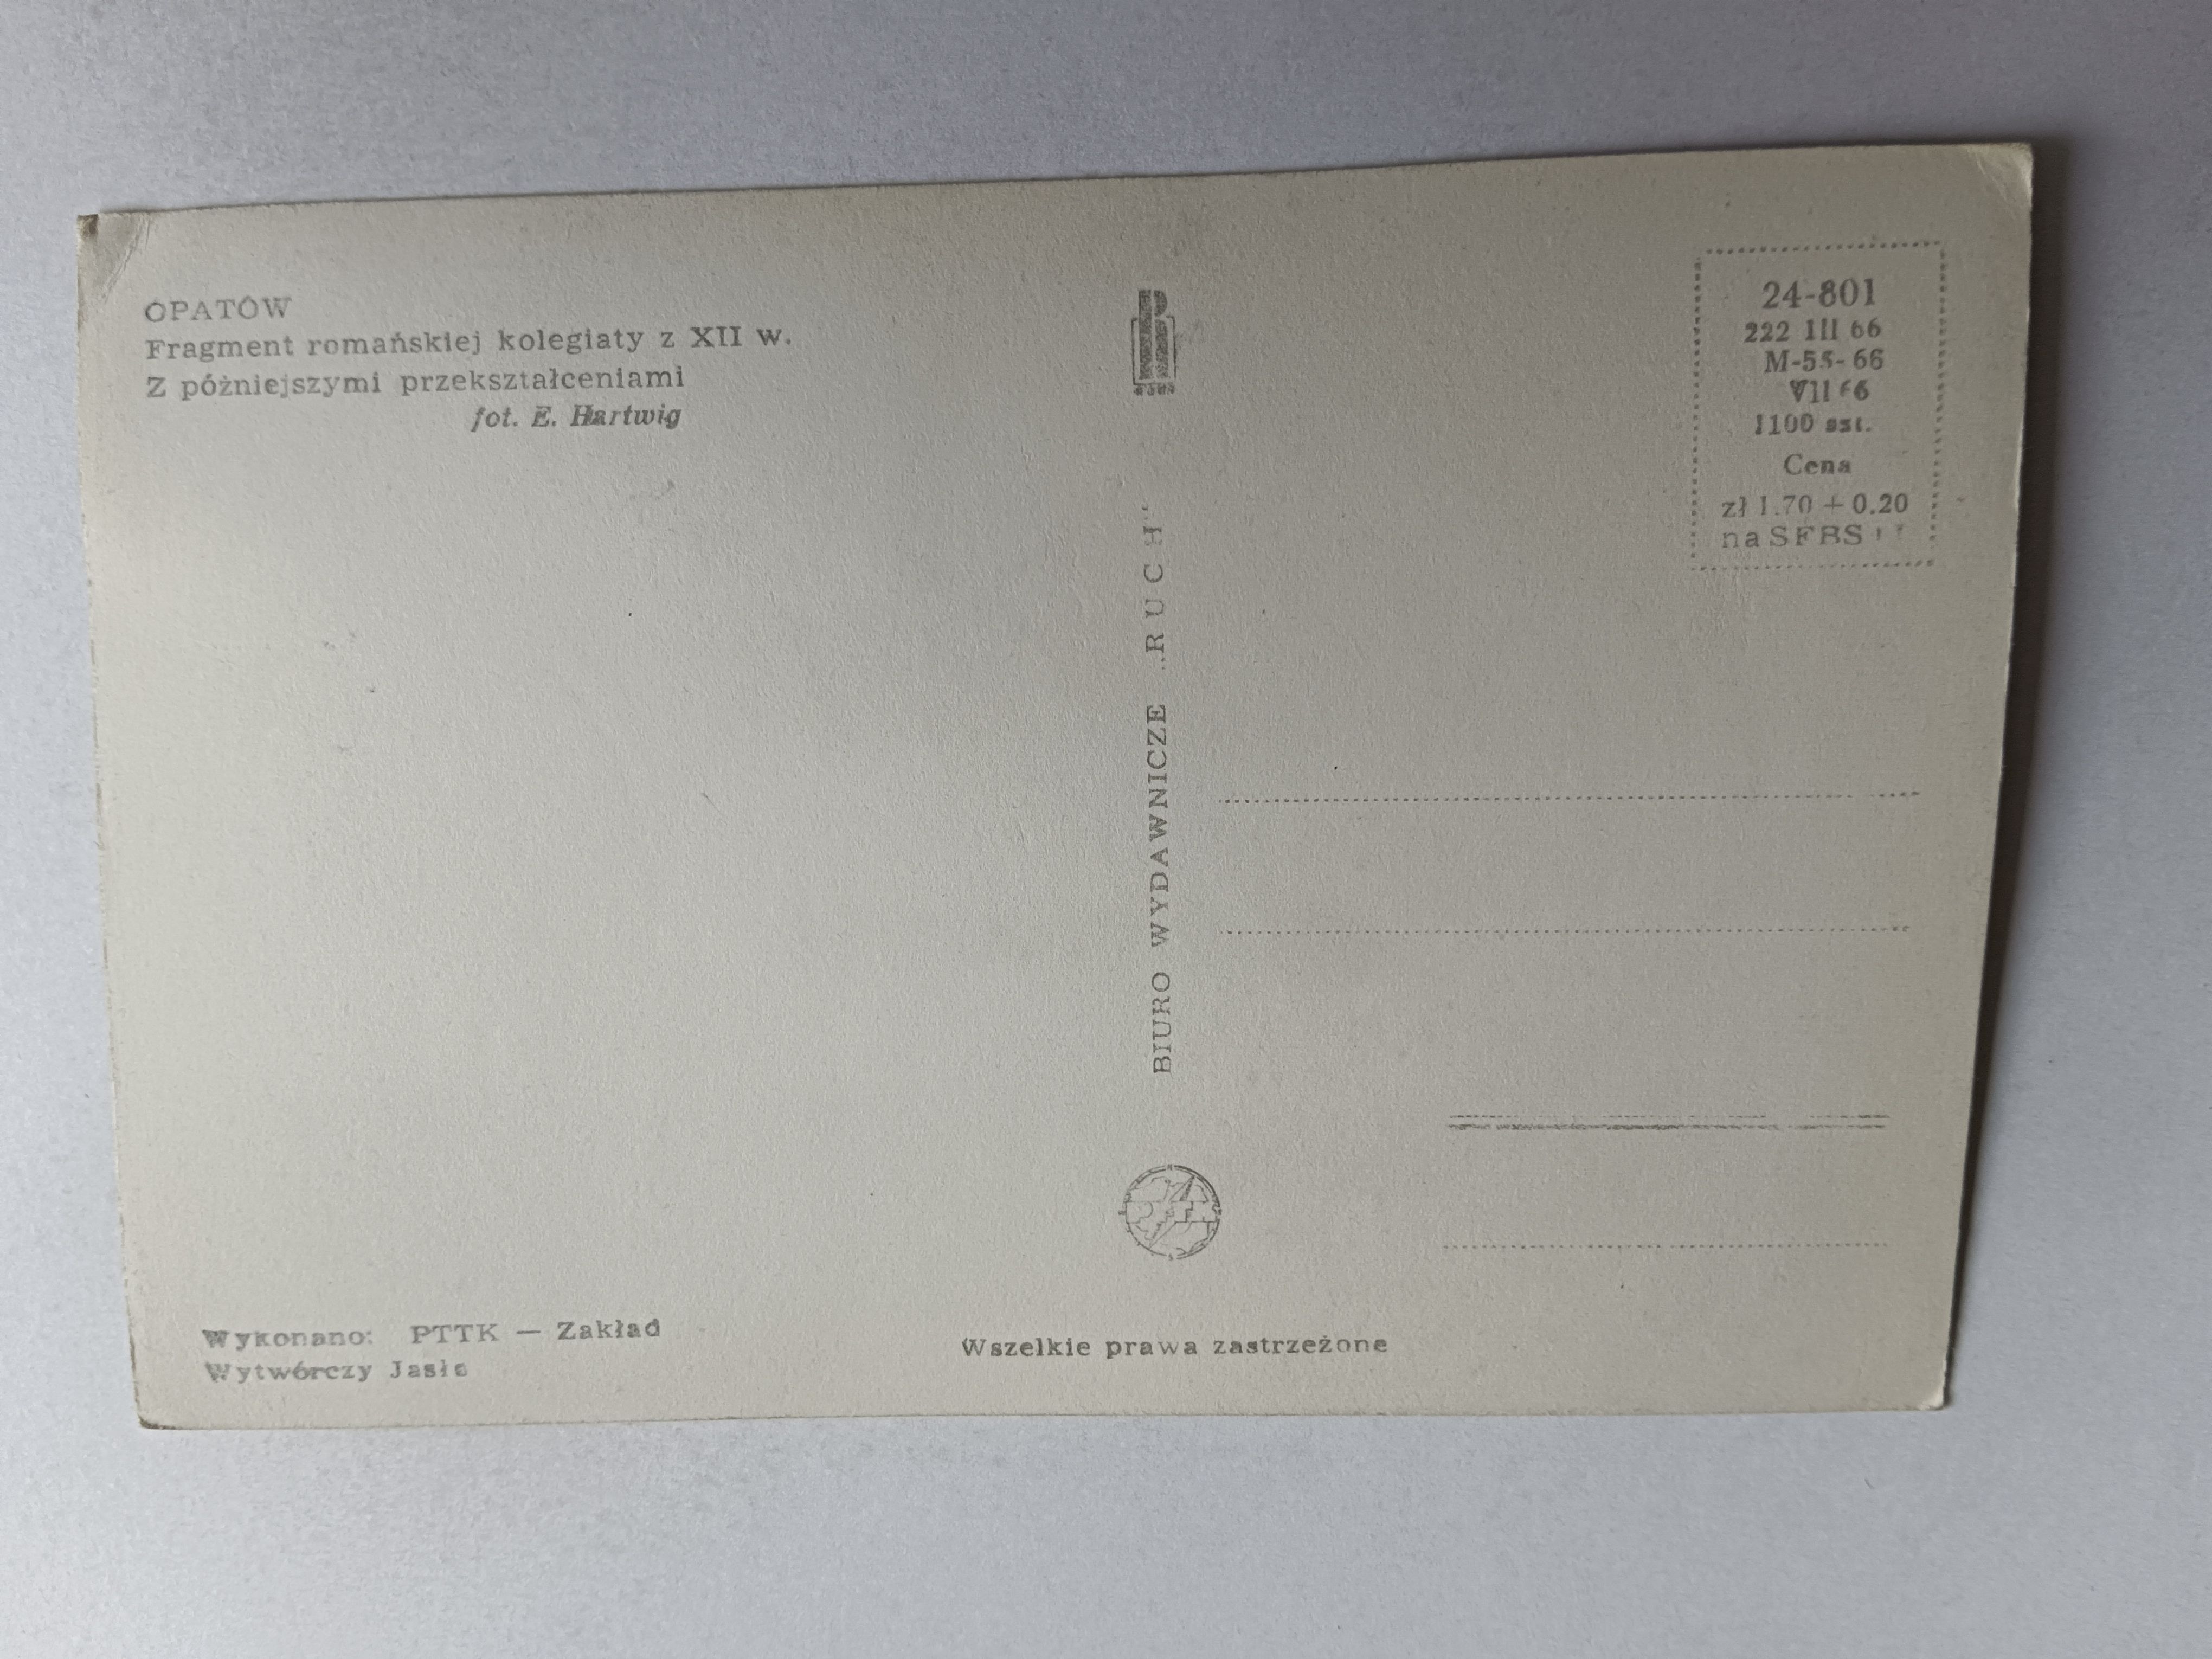 OPATÓW
Fragment romańskiej kolegiaty z XII w.
Z późniejszymi przekształceniami
fot. E. Hartwig
24-801
222 III 66
M-55-66
VII 66
1100 szt.
Cena
zł 1.70 + 0.20
na SFBS
BIURO WYDAWNICZE „RUCH"
Wykonano: PTTK — Zakład
Wytwórczy Jasło
Wszelkie prawa zastrzeżone